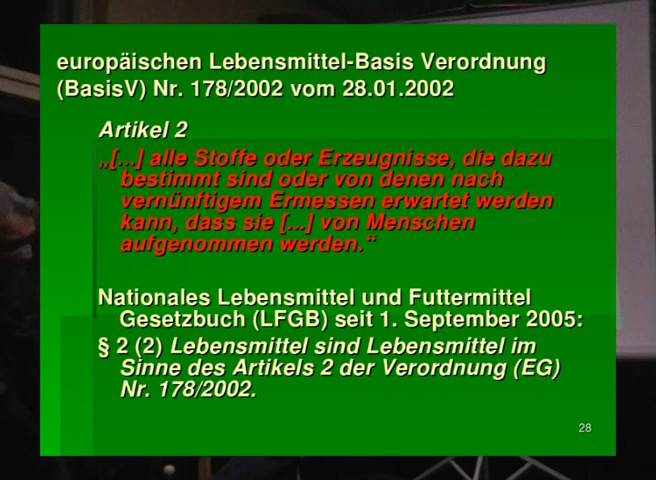 europäischen Lebensmittel-Basis Verordnung
(BasisV) Nr. 178/2002 vom 28.01.2002
Artikel 2
„[...] alle Stoffe oder Erzeugnisse, die dazu
bestimmt sind oder von denen nach
vernünftigem Ermessen erwartet werden
kann, dass sie [...] von Menschen
aufgenommen werden.“
Nationales Lebensmittel und Futtermittel
Gesetzbuch (LFGB) seit 1. September 2005:
§ 2 (2) Lebensmittel sind Lebensmittel im
Sinne des Artikels 2 der Verordnung (EG)
Nr. 178/2002.
28